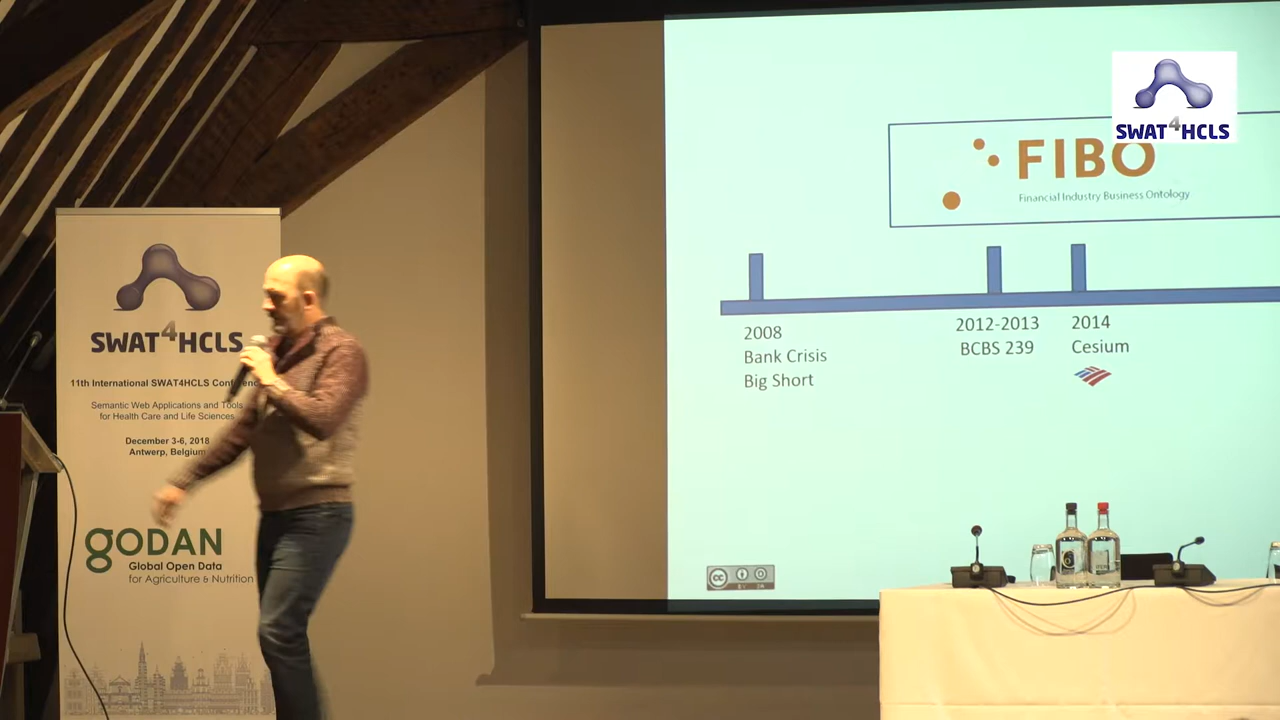 SWAT4HCLS
11th International SWAT4HCLS
Semantic Web Applications and Tools
for Health Care and Life Sciences
December 3-6, 2018
Antwerp, Belgium
goDAN
Global Open Data
for Agriculture & Nutrition
SWAT4HCLS
FIBO
Financial Industry Business Ontology
2008
Bank Crisis
Big Short
2012-2013
BCBS 239
2014
Cesium
cc